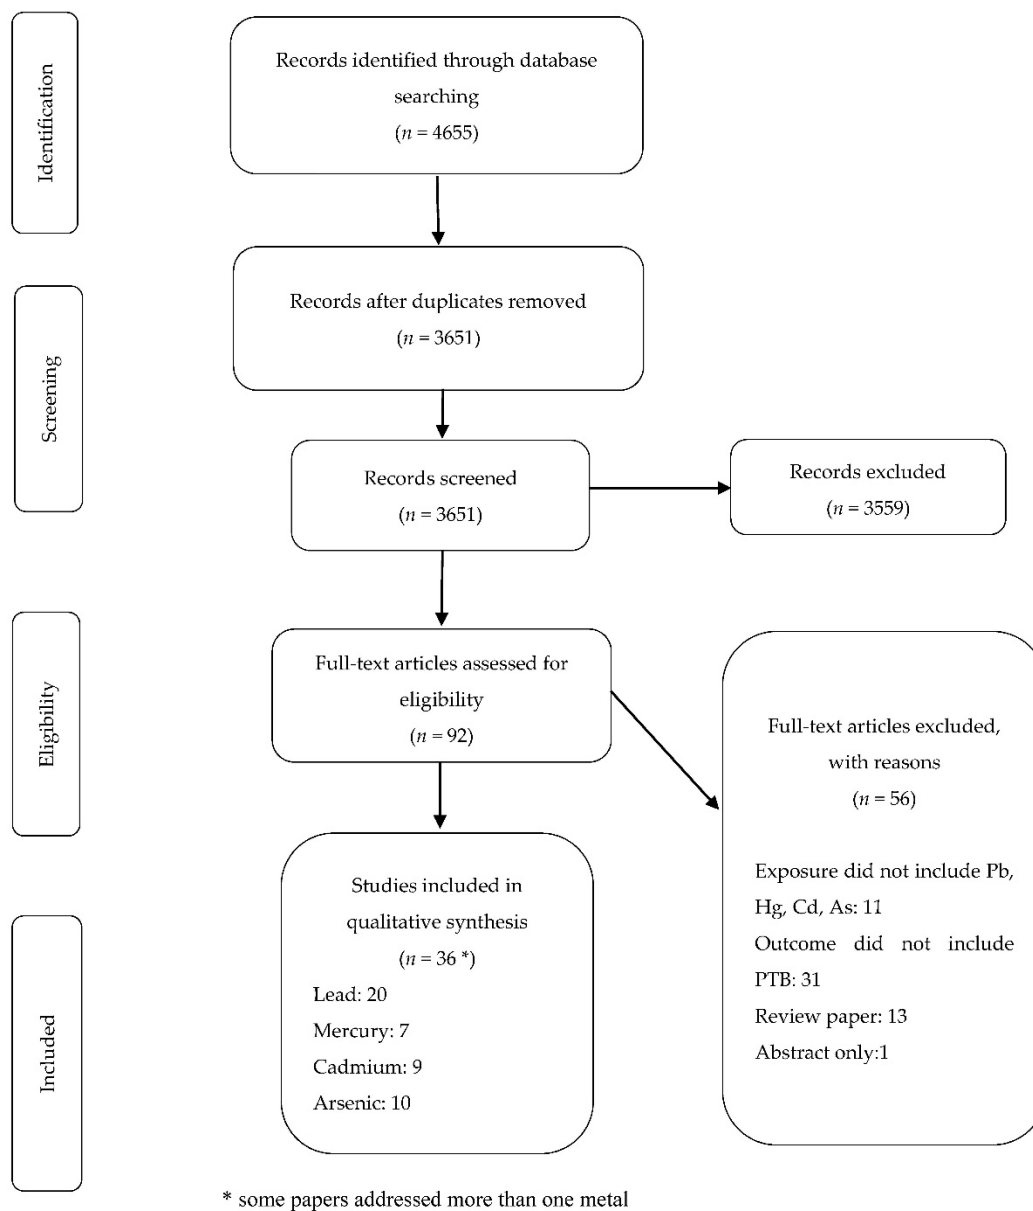 Identification
Records identified through database
searching
(n = 4655)
Screening
Records after duplicates removed
(n = 3651)
Records screened
(n = 3651)
Records excluded
(n = 3559)
Eligibility
Full-text articles assessed for
eligibility
(n = 92)
Full-text articles excluded,
with reasons
(n = 56)
Exposure did not include Pb,
Hg, Cd, As: 11
Outcome did not include
PTB: 31
Review paper: 13
Abstract only:1
Included
Studies included in
qualitative synthesis
(n = 36 *)
Lead: 20
Mercury: 7
Cadmium: 9
Arsenic: 10
* some papers addressed more than one metal